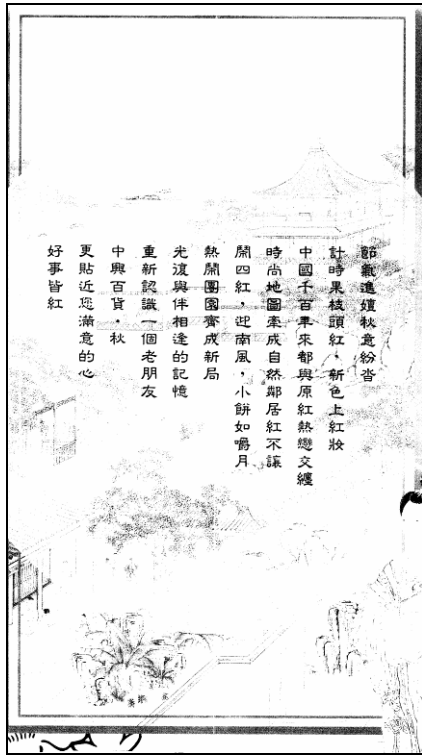 節氣進嬗秋意紛沓
計時果枝頭紅，新色上紅妝
中國千百年來都與原紅熱戀交纏
時尚地圖牽成自然鄰居紅不讓
鬧四紅，迎南風，小餅如嚼月
熱鬧團圓齊成新局
光復與伴相逢的記憶
重新認識一個老朋友
中興百貨・秋
更貼近您滿意的心
好事皆紅